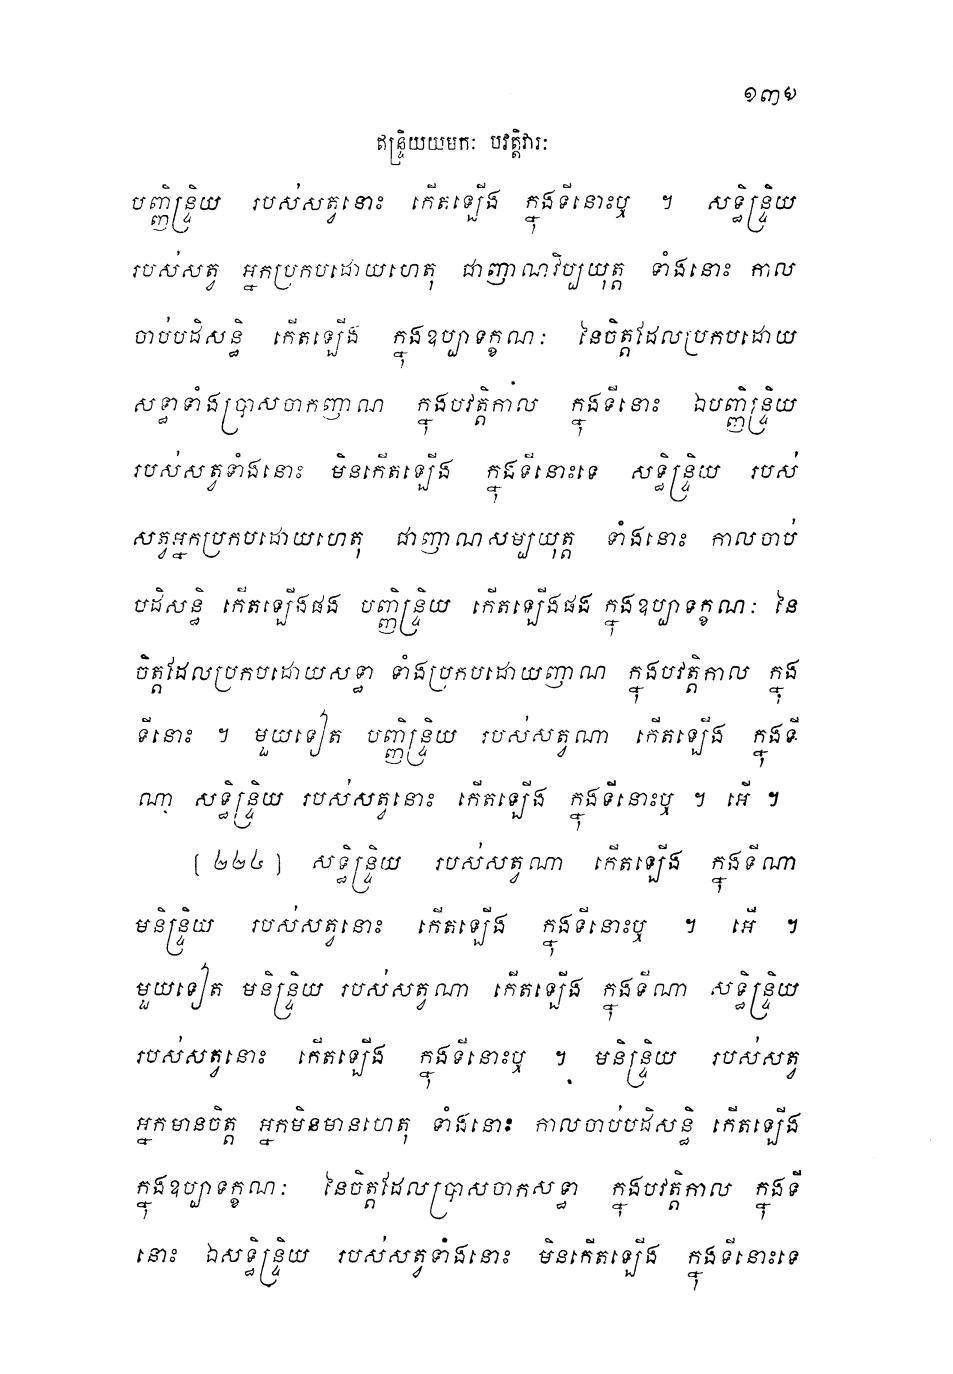 ១៣៦
ឥន្ទ្រិយយមកៈ បវត្តិវារៈ
បញ្ញិន្ទ្រិយ របស់សត្វនោះ កើតឡើង ក្នុងទីនោះឬ ។ សទ្ធិន្ទ្រិយ
របស់សត្វ អ្នកប្រកបដោយហេតុ ជាញាណវិប្បយុត្ត ទាំងនោះ កាល
ចាប់បដិសន្ធិ កើតឡើង ក្នុងឧប្បាទក្ខណៈ នៃចិត្តដែលប្រកបដោយ
សទ្ធាទាំងប្រាសចាកញាណ ក្នុងបវត្តិកាល ក្នុងទីនោះ ឯបញ្ញិន្ទ្រិយ
របស់សត្វទាំងនោះ មិនកើតឡើង ក្នុងទីនោះទេ សទ្ធិន្ទ្រិយ របស់
សត្វអ្នកប្រកបដោយហេតុ ជាញាណសម្បយុត្ត ទាំងនោះ កាលចាប់
បដិសន្ធិ កើតឡើងផង បញ្ញិន្ទ្រិយ កើតឡើងផង ក្នុងឧប្បាទក្ខណៈ នៃ
ចិត្តដែលប្រកបដោយសទ្ធា ទាំងប្រកបដោយញាណ ក្នុងបវត្តិកាល ក្នុង
ទីនោះ ។ មួយទៀត បញ្ញិន្ទ្រិយ របស់សត្វណា កើតឡើង ក្នុងទី
ណា សទ្ធិន្ទ្រិយ របស់សត្វនោះ កើតឡើង ក្នុងទីនោះឬ ។ អើ ។
[ ២២៤ ] សទ្ធិន្ទ្រិយ របស់សត្វណា កើតឡើង ក្នុងទីណា
មនិន្ទ្រិយ របស់សត្វនោះ កើតឡើង ក្នុងទីនោះឬ ។ អើ ។
មួយទៀត មនិន្ទ្រិយ របស់សត្វណា កើតឡើង ក្នុងទីណា សទ្ធិន្ទ្រិយ
របស់សត្វនោះ កើតឡើង ក្នុងទីនោះឬ ។ មនិន្ទ្រិយ របស់សត្វ
អ្នកមានចិត្ត អ្នកមិនមានហេតុ ទាំងនោះ កាលចាប់បដិសន្ធិ កើតឡើង
ក្នុងឧប្បាទក្ខណៈ នៃចិត្តដែលប្រាសចាកសទ្ធា ក្នុងបវត្តិកាល ក្នុងទី
នោះ ឯសទ្ធិន្ទ្រិយ របស់សត្វទាំងនោះ មិនកើតឡើង ក្នុងទីនោះទេ